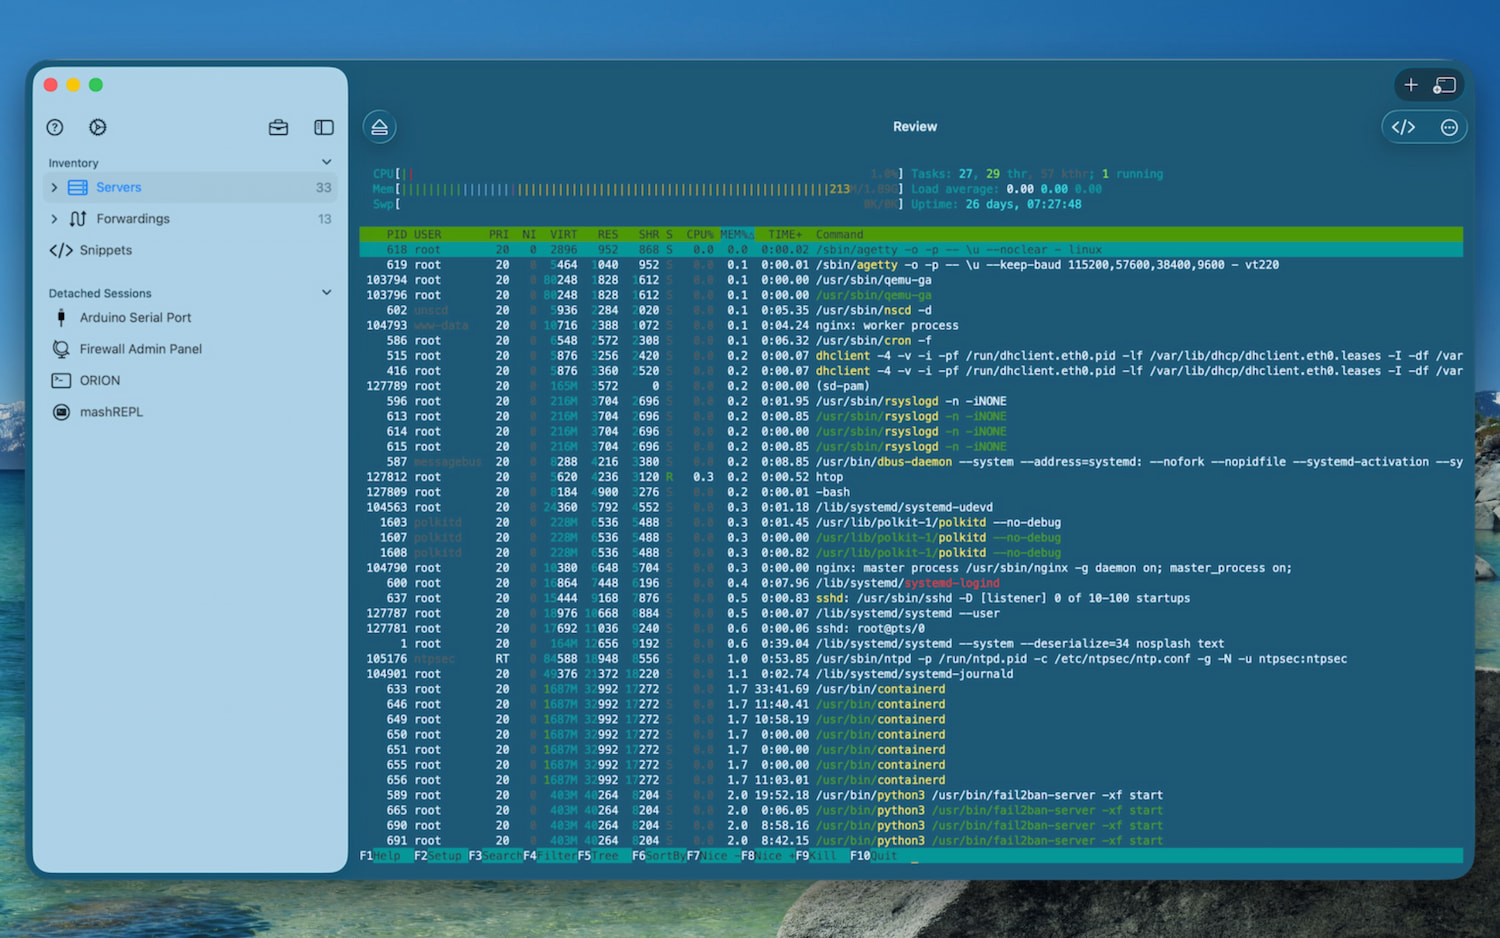 Inventory
Servers 33
Forwardings 13
Snippets
Detached Sessions
Arduino Serial Port
Firewall Admin Panel
ORION
mashREPL
Review
CPU[|| 1.0%] Tasks: 27, 29 thr, 57 kthr; 1 running
Mem[ 213M/1.89G] Load average: 0.00 0.00 0.00
Swp[ 0K/0K] Uptime: 26 days, 07:27:48
PID USER PRI NI VIRT RES SHR S CPU% MEM%△ TIME+ Command
618 root 20 0 2896 952 868 S 0.0 0.0 0:00.02 /sbin/agetty -o -p -- \u --noclear - linux
619 root 20 0 5464 1040 952 S 0.0 0.1 0:00.01 /sbin/agetty -o -p -- \u --keep-baud 115200,57600,38400,9600 - vt220
103794 root 20 0 80248 1828 1612 S 0.0 0.1 0:00.00 /usr/sbin/qemu-ga
103796 root 20 0 80248 1828 1612 S 0.0 0.1 0:00.00 /usr/sbin/qemu-ga
602 unscd 20 0 5936 2284 2020 S 0.0 0.1 0:05.35 /usr/sbin/nscd -d
104793 www-data 20 0 10716 2388 1072 S 0.0 0.1 0:04.24 nginx: worker process
586 root 20 0 6548 2572 2308 S 0.0 0.1 0:06.32 /usr/sbin/cron -f
515 root 20 0 5876 3256 2420 S 0.0 0.2 0:00.07 dhclient -4 -v -i -pf /run/dhclient.eth0.pid -lf /var/lib/dhcp/dhclient.eth0.leases -I -df /var
416 root 20 0 5876 3360 2520 S 0.0 0.2 0:00.07 dhclient -4 -v -i -pf /run/dhclient.eth0.pid -lf /var/lib/dhcp/dhclient.eth0.leases -I -df /var
127789 root 20 0 165M 3572 0 S 0.0 0.2 0:00.00 (sd-pam)
596 root 20 0 216M 3704 2696 S 0.0 0.2 0:01.95 /usr/sbin/rsyslogd -n -iNONE
613 root 20 0 216M 3704 2696 S 0.0 0.2 0:00.85 /usr/sbin/rsyslogd -n -iNONE
614 root 20 0 216M 3704 2696 S 0.0 0.2 0:00.00 /usr/sbin/rsyslogd -n -iNONE
615 root 20 0 216M 3704 2696 S 0.0 0.2 0:00.85 /usr/sbin/rsyslogd -n -iNONE
587 messagebus 20 0 8288 4216 3380 S 0.0 0.2 0:08.85 /usr/bin/dbus-daemon --system --address=systemd: --nofork --nopidfile --systemd-activation --sy
127812 root 20 0 5620 4236 3120 R 0.3 0.2 0:00.52 htop
127809 root 20 0 8184 4900 3276 S 0.0 0.2 0:00.01 -bash
104563 root 20 0 24360 5792 4552 S 0.0 0.3 0:01.18 /lib/systemd/systemd-udevd
1603 polkitd 20 0 228M 6536 5488 S 0.0 0.3 0:01.45 /usr/lib/polkit-1/polkitd --no-debug
1607 polkitd 20 0 228M 6536 5488 S 0.0 0.3 0:00.00 /usr/lib/polkit-1/polkitd --no-debug
1608 polkitd 20 0 228M 6536 5488 S 0.0 0.3 0:00.82 /usr/lib/polkit-1/polkitd --no-debug
104790 root 20 0 10380 6648 5704 S 0.0 0.3 0:00.00 nginx: master process /usr/sbin/nginx -g daemon on; master_process on;
600 root 20 0 16864 7448 6196 S 0.0 0.4 0:07.96 /lib/systemd/systemd-logind
637 root 20 0 15444 9168 7876 S 0.0 0.5 0:00.83 sshd: /usr/sbin/sshd -D [listener] 0 of 10-100 startups
127787 root 20 0 18976 10668 8884 S 0.0 0.5 0:00.07 /lib/systemd/systemd --user
127781 root 20 0 17692 11036 9240 S 0.0 0.6 0:00.06 sshd: root@pts/0
1 root 20 0 164M 12656 9192 S 0.0 0.6 0:39.04 /lib/systemd/systemd --system --deserialize=34 nosplash text
105176 ntpsec RT 0 84588 18948 8556 S 0.0 1.0 0:53.85 /usr/sbin/ntpd -p /run/ntpd.pid -c /etc/ntpsec/ntp.conf -g -N -u ntpsec:ntpsec
104901 root 20 0 49376 21372 18220 S 0.0 1.1 0:02.74 /lib/systemd/systemd-journald
633 root 20 0 1687M 32992 17272 S 0.0 1.7 33:41.69 /usr/bin/containerd
646 root 20 0 1687M 32992 17272 S 0.0 1.7 11:40.41 /usr/bin/containerd
649 root 20 0 1687M 32992 17272 S 0.0 1.7 10:58.19 /usr/bin/containerd
650 root 20 0 1687M 32992 17272 S 0.0 1.7 0:00.00 /usr/bin/containerd
651 root 20 0 1687M 32992 17272 S 0.0 1.7 0:00.00 /usr/bin/containerd
655 root 20 0 1687M 32992 17272 S 0.0 1.7 0:00.00 /usr/bin/containerd
656 root 20 0 1687M 32992 17272 S 0.0 1.7 11:03.01 /usr/bin/containerd
589 root 20 0 403M 40264 8204 S 0.0 2.0 19:52.18 /usr/bin/python3 /usr/bin/fail2ban-server -xf start
665 root 20 0 403M 40264 8204 S 0.0 2.0 0:06.05 /usr/bin/python3 /usr/bin/fail2ban-server -xf start
690 root 20 0 403M 40264 8204 S 0.0 2.0 8:58.16 /usr/bin/python3 /usr/bin/fail2ban-server -xf start
691 root 20 0 403M 40264 8204 S 0.0 2.0 8:42.15 /usr/bin/python3 /usr/bin/fail2ban-server -xf start
F1Help F2Setup F3SearchF4FilterF5Tree F6SortByF7Nice -F8Nice +F9Kill F10Quit